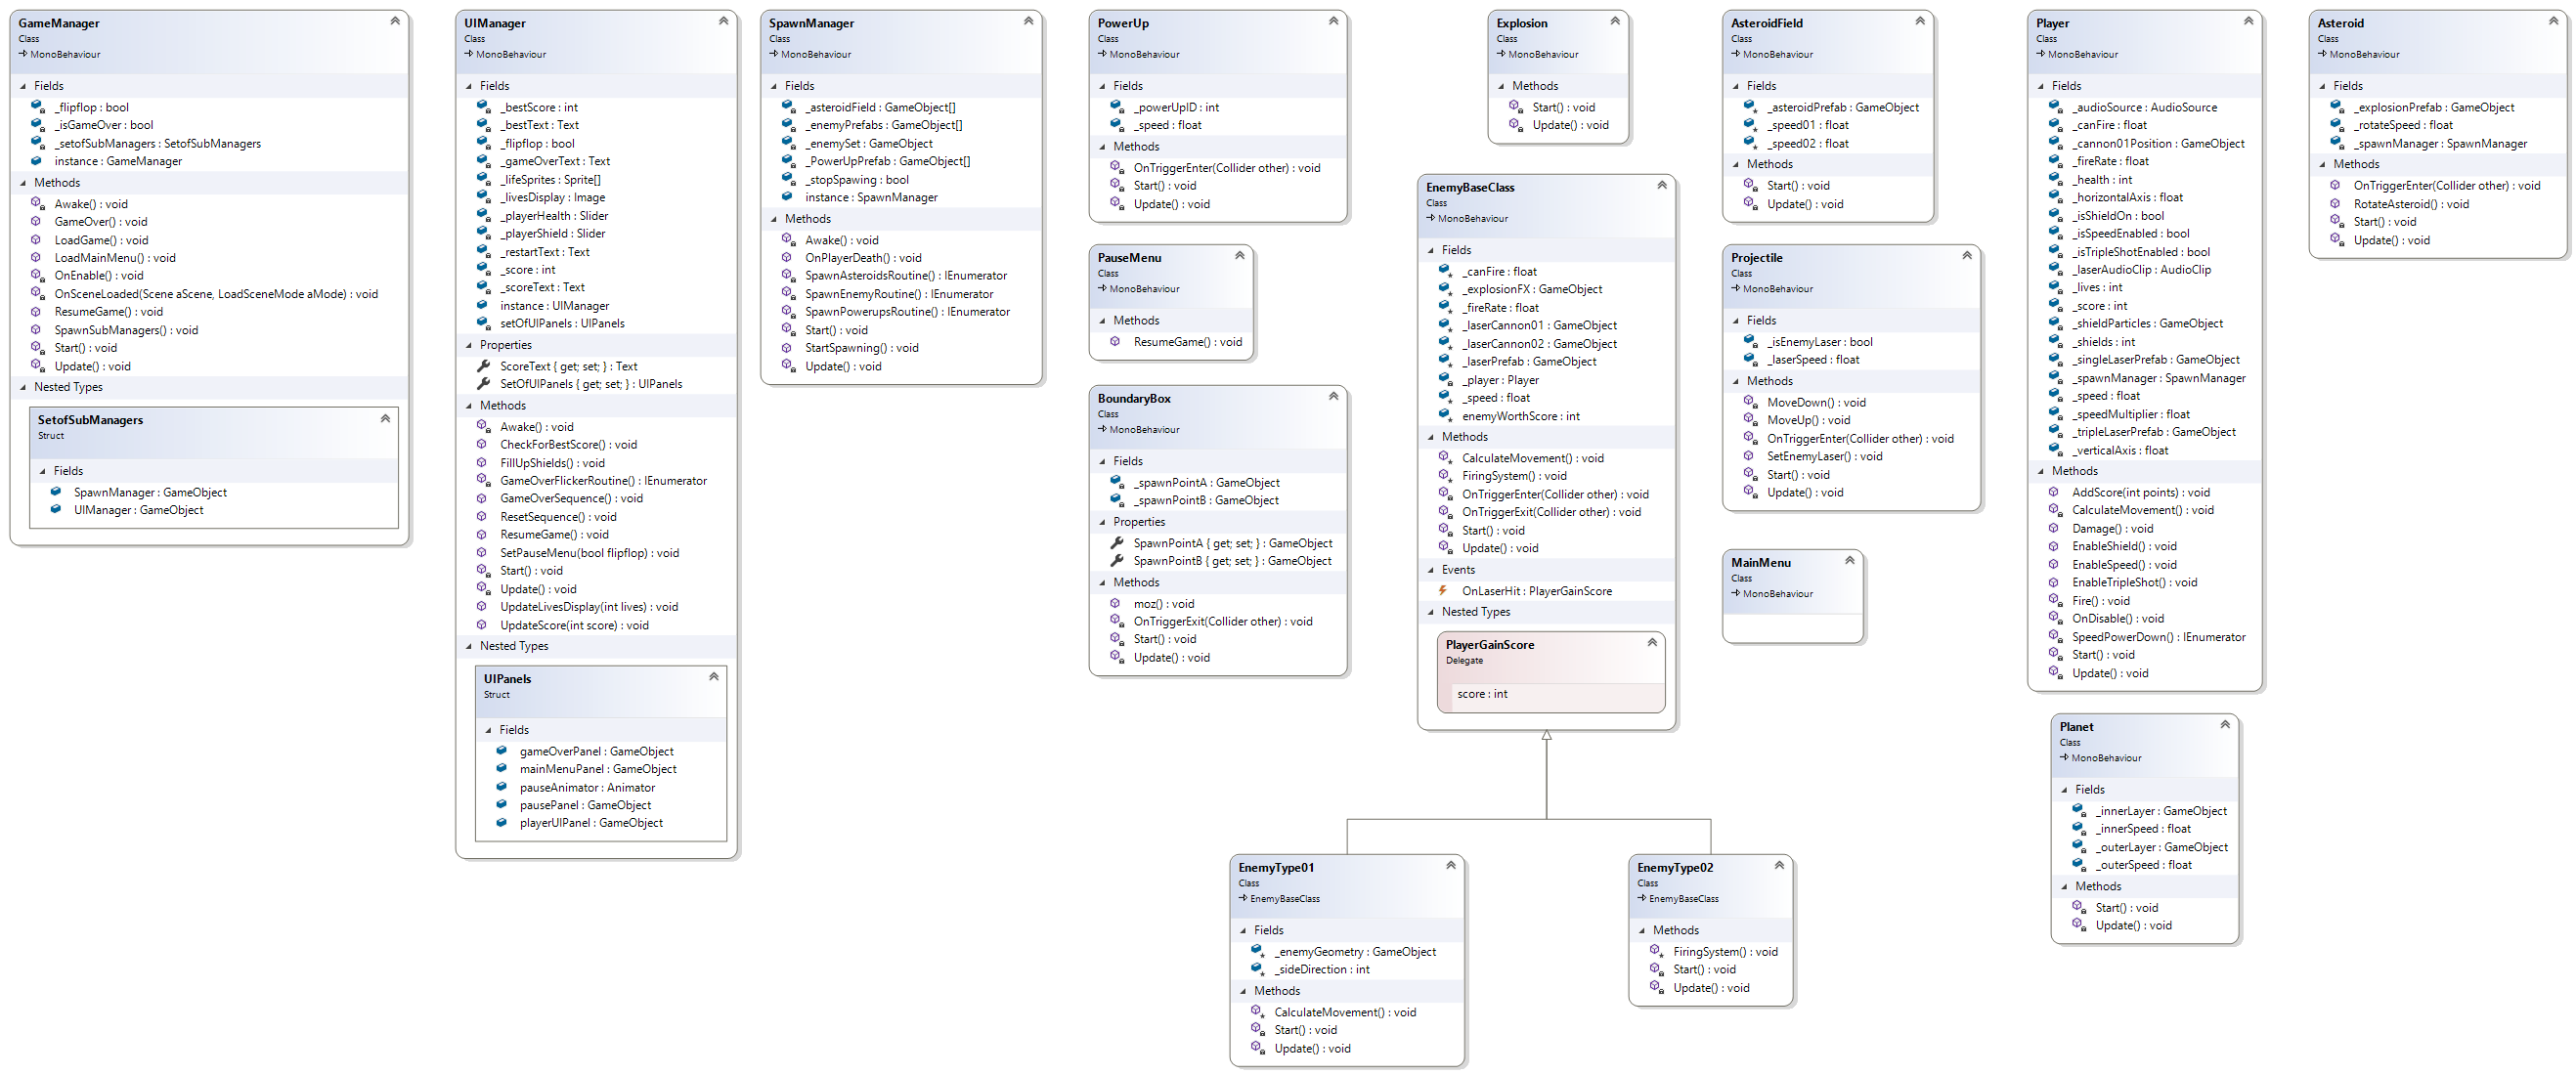 GameManager
Class
MonoBehaviour
Fields
_flipflop : bool
_isGameOver : bool
_setofSubManagers : SetofSubManagers
instance : GameManager
Methods
Awake() : void
GameOver() : void
LoadGame() : void
LoadMainMenu() : void
OnEnable() : void
OnSceneLoaded(Scene aScene, LoadSceneMode aMode) : void
ResumeGame() : void
SpawnSubManagers() : void
Start() : void
Update() : void
Nested Types
SetofSubManagers
Struct
Fields
SpawnManager : GameObject
UIManager : GameObject
UIManager
Class
MonoBehaviour
Fields
_bestScore : int
_bestText : Text
_flipflop : bool
_gameOverText : Text
_lifeSprites : Sprite[]
_livesDisplay : Image
_playerHealth : Slider
_playerShield : Slider
_restartText : Text
_score : int
_scoreText : Text
instance : UIManager
setOfUIPanels : UIPanels
Properties
ScoreText { get; set; } : Text
SetOfUIPanels { get; set; } : UIPanels
Methods
Awake() : void
CheckForBestScore() : void
FillUpShields() : void
GameOverFlickerRoutine() : IEnumerator
GameOverSequence() : void
ResetSequence() : void
ResumeGame() : void
SetPauseMenu(bool flipflop) : void
Start() : void
Update() : void
UpdateLivesDisplay(int lives) : void
UpdateScore(int score) : void
Nested Types
UIPanels
Struct
Fields
gameOverPanel : GameObject
mainMenuPanel : GameObject
pauseAnimator : Animator
pausePanel : GameObject
playerUIPanel : GameObject
SpawnManager
Class
MonoBehaviour
Fields
_asteroidField : GameObject[]
_enemyPrefabs : GameObject[]
_enemySet : GameObject
_PowerUpPrefab : GameObject[]
_stopSpawing : bool
instance : SpawnManager
Methods
Awake() : void
OnPlayerDeath() : void
SpawnAsteroidsRoutine() : IEnumerator
SpawnEnemyRoutine() : IEnumerator
SpawnPowerupsRoutine() : IEnumerator
Start() : void
StartSpawning() : void
Update() : void
PowerUp
Class
MonoBehaviour
Fields
_powerUpID : int
_speed : float
Methods
OnTriggerEnter(Collider other) : void
Start() : void
Update() : void
PauseMenu
Class
MonoBehaviour
Methods
ResumeGame() : void
BoundaryBox
Class
MonoBehaviour
Fields
_spawnPointA : GameObject
_spawnPointB : GameObject
Properties
SpawnPointA { get; set; } : GameObject
SpawnPointB { get; set; } : GameObject
Methods
moz() : void
OnTriggerExit(Collider other) : void
Start() : void
Update() : void
Explosion
Class
MonoBehaviour
Methods
Start() : void
Update() : void
EnemyBaseClass
Class
MonoBehaviour
Fields
_canFire : float
_explosionFX : GameObject
_fireRate : float
_laserCannon01 : GameObject
_laserCannon02 : GameObject
_laserPrefab : GameObject
_player : Player
_speed : float
enemyWorthScore : int
Methods
CalculateMovement() : void
FiringSystem() : void
OnTriggerEnter(Collider other) : void
OnTriggerExit(Collider other) : void
Start() : void
Update() : void
Events
OnLaserHit : PlayerGainScore
Nested Types
PlayerGainScore
Delegate
score : int
EnemyType01
Class
EnemyBaseClass
Fields
_enemyGeometry : GameObject
_sideDirection : int
Methods
CalculateMovement() : void
Start() : void
Update() : void
EnemyType02
Class
EnemyBaseClass
Methods
FiringSystem() : void
Start() : void
Update() : void
AsteroidField
Class
MonoBehaviour
Fields
_asteroidPrefab : GameObject
_speed01 : float
_speed02 : float
Methods
Start() : void
Update() : void
Projectile
Class
MonoBehaviour
Fields
_isEnemyLaser : bool
_laserSpeed : float
Methods
MoveDown() : void
MoveUp() : void
OnTriggerEnter(Collider other) : void
SetEnemyLaser() : void
Start() : void
Update() : void
MainMenu
Class
MonoBehaviour
Player
Class
MonoBehaviour
Fields
_audioSource : AudioSource
_canFire : float
_cannon01Position : GameObject
_fireRate : float
_health : int
_horizontalAxis : float
_isShieldOn : bool
_isSpeedEnabled : bool
_isTripleShotEnabled : bool
_laserAudioClip : AudioClip
_lives : int
_score : int
_shieldParticles : GameObject
_shields : int
_singleLaserPrefab : GameObject
_spawnManager : SpawnManager
_speed : float
_speedMultiplier : float
_tripleLaserPrefab : GameObject
_verticalAxis : float
Methods
AddScore(int points) : void
CalculateMovement() : void
Damage() : void
EnableShield() : void
EnableSpeed() : void
EnableTripleShot() : void
Fire() : void
OnDisable() : void
SpeedPowerDown() : IEnumerator
Start() : void
Update() : void
Planet
Class
MonoBehaviour
Fields
_innerLayer : GameObject
_innerSpeed : float
_outerLayer : GameObject
_outerSpeed : float
Methods
Start() : void
Update() : void
Asteroid
Class
MonoBehaviour
Fields
_explosionPrefab : GameObject
_rotateSpeed : float
_spawnManager : SpawnManager
Methods
OnTriggerEnter(Collider other) : void
RotateAsteroid() : void
Start() : void
Update() : void